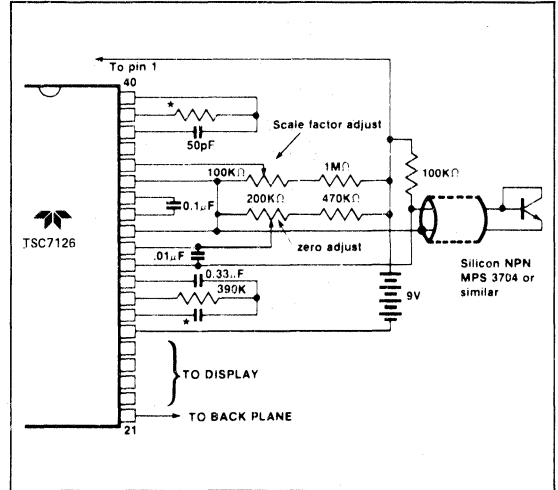 To pin 1
40
*
50pF
Scale factor adjust
100KΩ
1MΩ
100KΩ
0.1μF
200KΩ
470KΩ
TSC7126
.01μF
zero adjust
Silicon NPN
MPS 3704 or
similar
0.33μF
390K
9V
*
TO DISPLAY
TO BACK PLANE
21